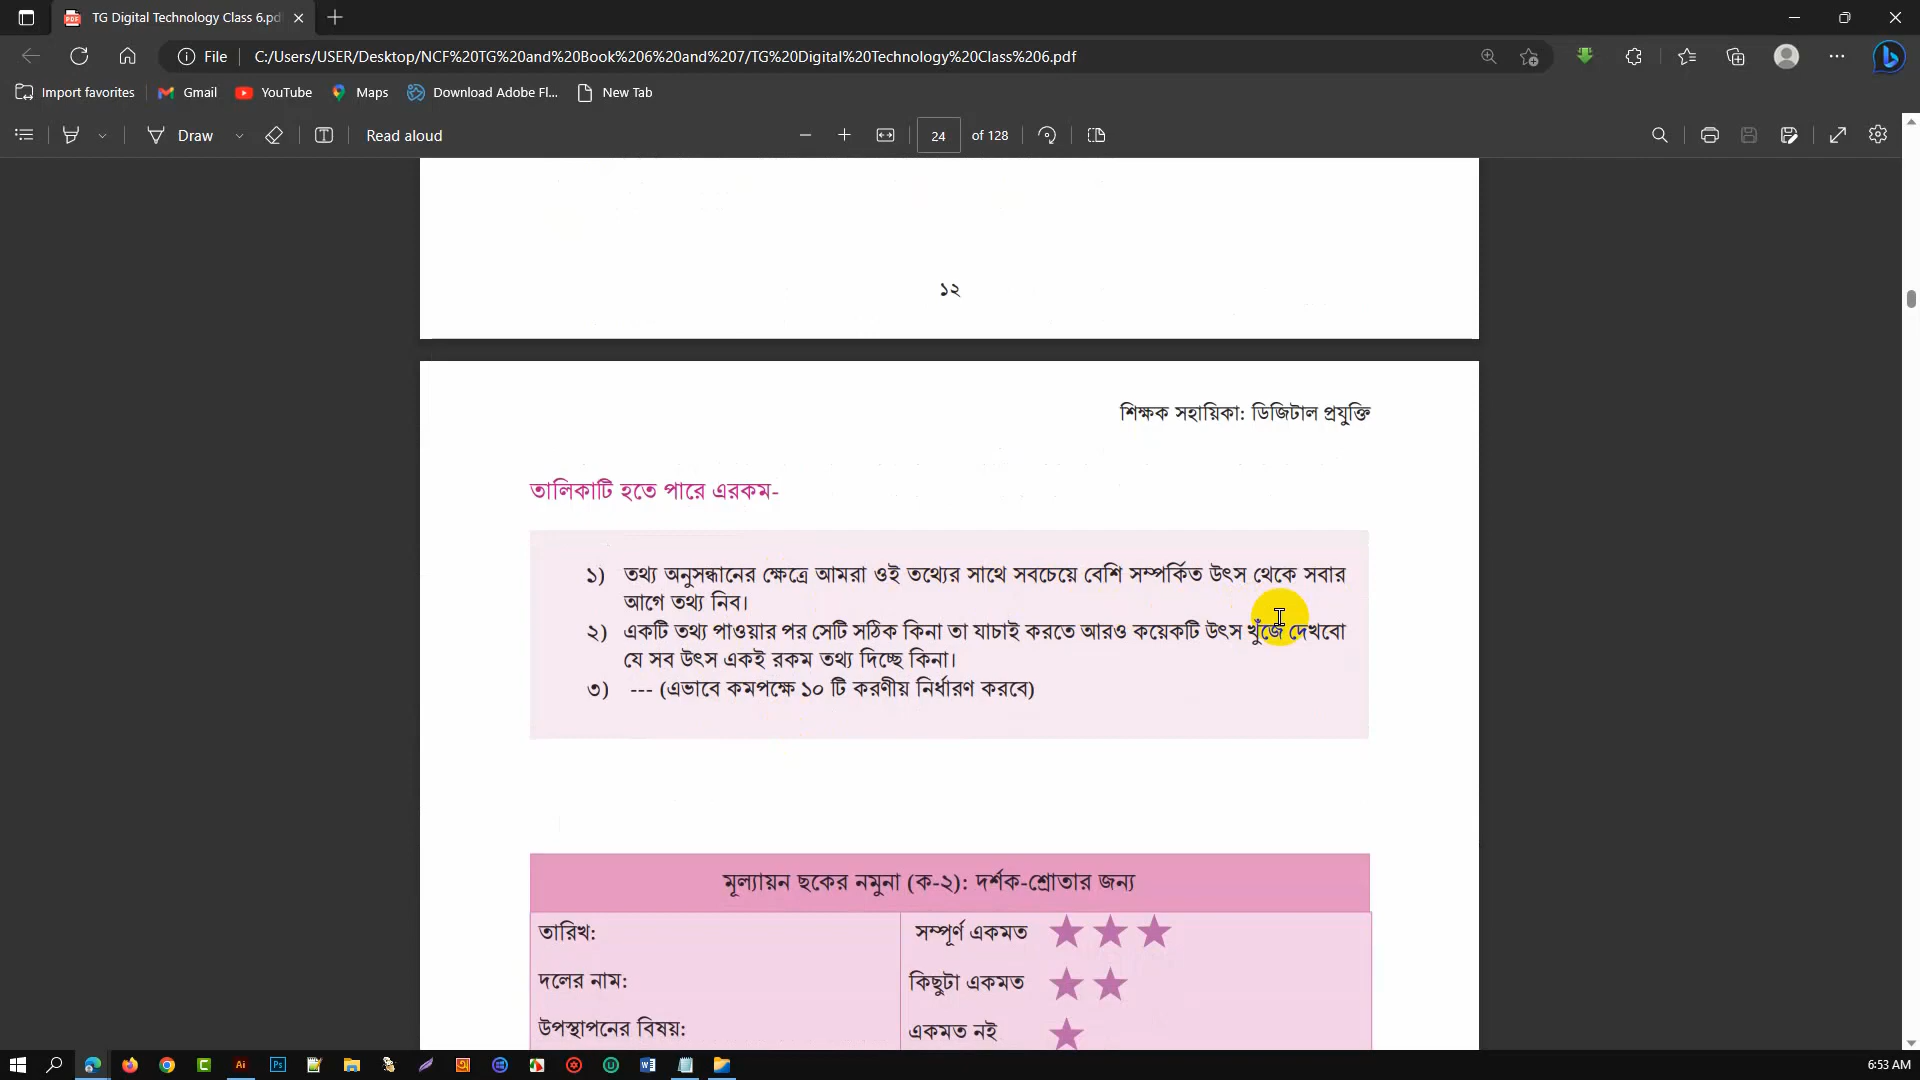 TG Digital Technology Class 6.pd
File
C:/Users/USER/Desktop/NCF%20TG%20and%20Book%206%20and%207/TG%20Digital%20Technology%20Class%206.pdf
Import favorites Gmail YouTube Maps Download Adobe Fl... New Tab
Draw Read aloud 24 of 128
১২
শিক্ষক সহায়িকা: ডিজিটাল প্রযুক্তি
তালিকাটি হতে পারে এরকম-
১) তথ্য অনুসন্ধানের ক্ষেত্রে আমরা ওই তথ্যের সাথে সবচেয়ে বেশি সম্পর্কিত উৎস থেকে সবার
আগে তথ্য নিব।
২) একটি তথ্য পাওয়ার পর সেটি সঠিক কিনা তা যাচাই করতে আরও কয়েকটি উৎস খুঁজে দেখবো
যে সব উৎস একই রকম তথ্য দিচ্ছে কিনা।
৩) --- (এভাবে কমপক্ষে ১০ টি করণীয় নির্ধারণ করবে)
মূল্যায়ন ছকের নমুনা (ক-২): দর্শক-শ্রোতার জন্য
তারিখ: সম্পূর্ণ একমত
দলের নাম: কিছুটা একমত
উপস্থাপনের বিষয়: একমত নই
6:53 AM